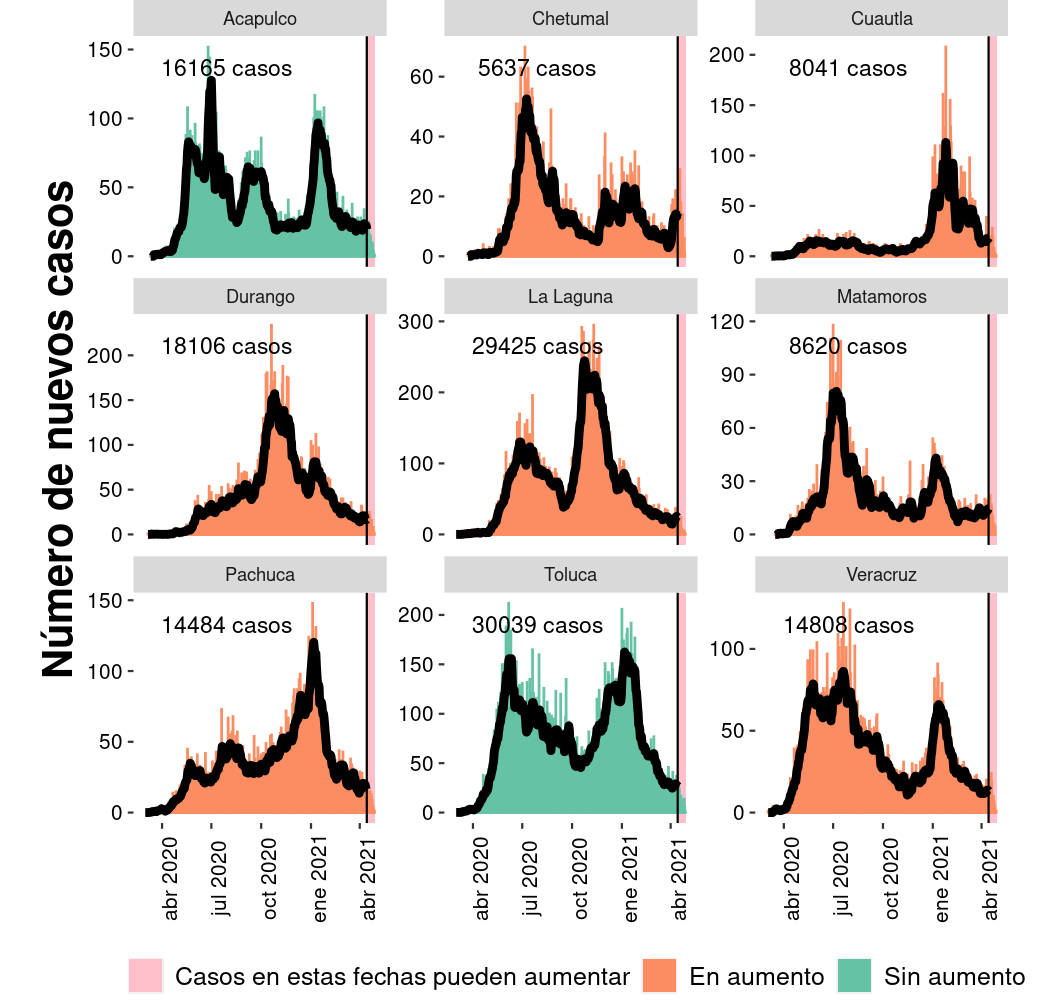 Número de nuevos casos
Acapulco
Chetumal
Cuautla
150
100
50
0
16165 casos
60
40
20
0
5637 casos
200
150
100
50
0
8041 casos
Durango
La Laguna
Matamoros
200
150
100
50
0
18106 casos
300
200
100
0
29425 casos
120
90
60
30
0
8620 casos
Pachuca
Toluca
Veracruz
150
100
50
0
14484 casos
200
150
100
50
0
30039 casos
100
50
0
14808 casos
abr 2020
jul 2020
oct 2020
ene 2021
abr 2021
abr 2020
jul 2020
oct 2020
ene 2021
abr 2021
abr 2020
jul 2020
oct 2020
ene 2021
abr 2021
Casos en estas fechas pueden aumentar
En aumento
Sin aumento